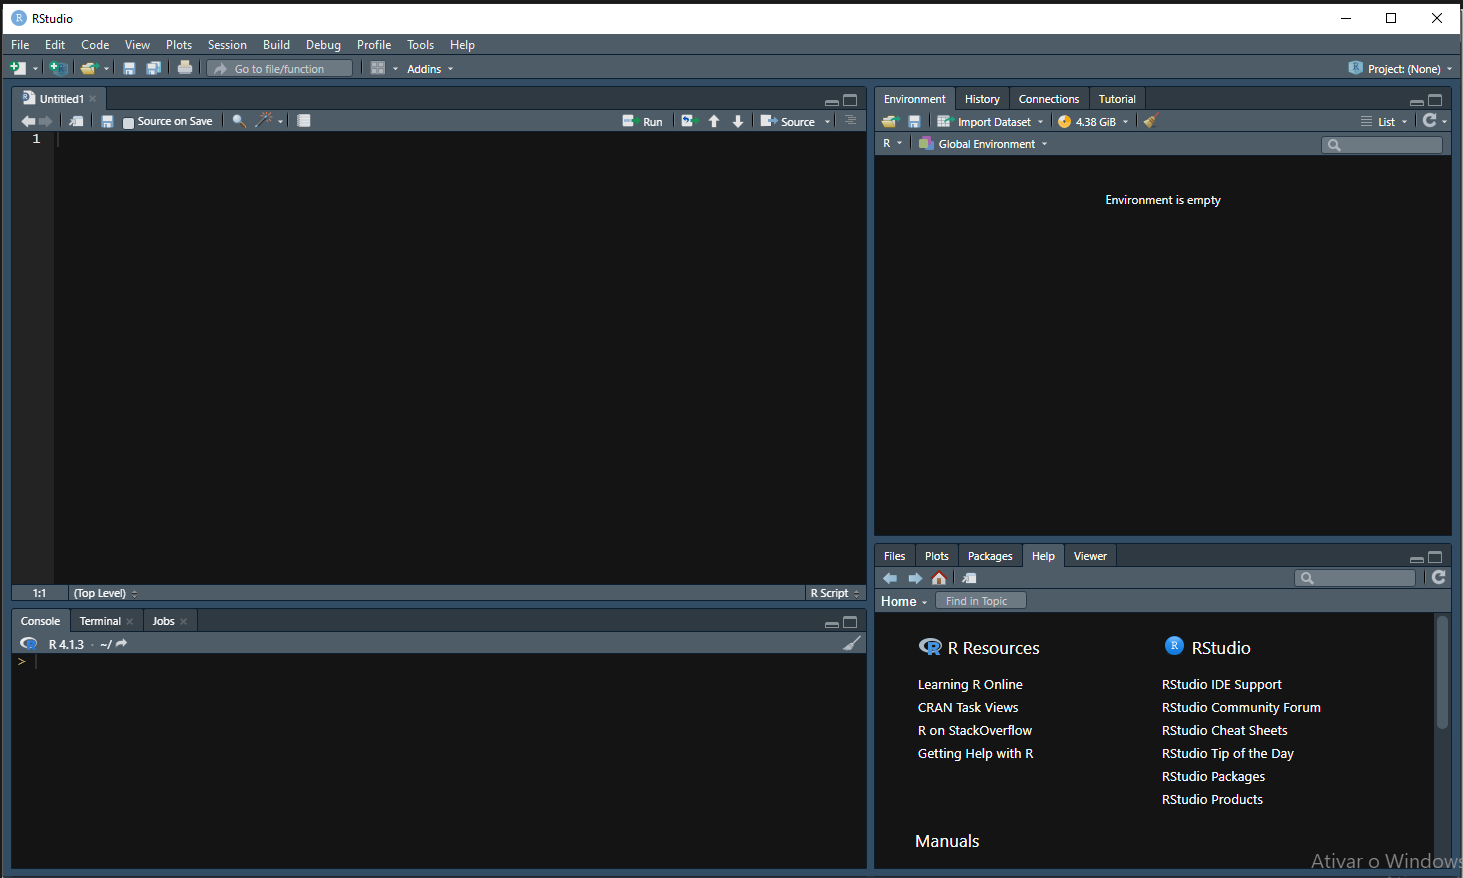 RStudio
File Edit Code View Plots Session Build Debug Profile Tools Help
Go to file/function Addins Project: (None)
Untitled1
Source on Save Run Source
1
1:1 (Top Level) R Script
Console Terminal Jobs
R 4.1.3 · ~/
>
Environment History Connections Tutorial
Import Dataset 4.38 GiB List
R Global Environment
Environment is empty
Files Plots Packages Help Viewer
Home Find in Topic
R Resources
Learning R Online
CRAN Task Views
R on StackOverflow
Getting Help with R
RStudio
RStudio IDE Support
RStudio Community Forum
RStudio Cheat Sheets
RStudio Tip of the Day
RStudio Packages
RStudio Products
Manuals
Ativar o Windows